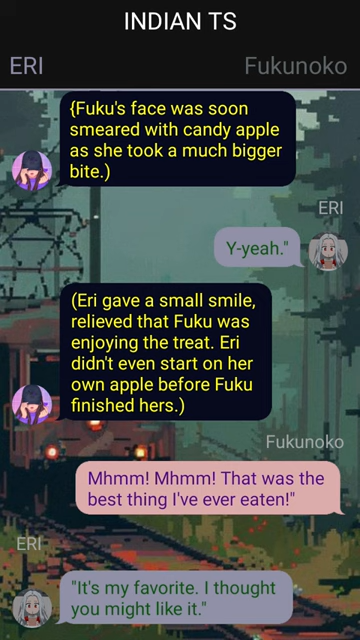 INDIAN TS
ERI Fukunoko
{Fuku's face was soon
smeared with candy apple
as she took a much bigger
bite.)
ERI
Y-yeah."
(Eri gave a small smile,
relieved that Fuku was
enjoying the treat. Eri
didn't even start on her
own apple before Fuku
finished hers.)
Fukunoko
Mhmm! Mhmm! That was the
best thing I've ever eaten!"
ERI
"It's my favorite. I thought
you might like it."